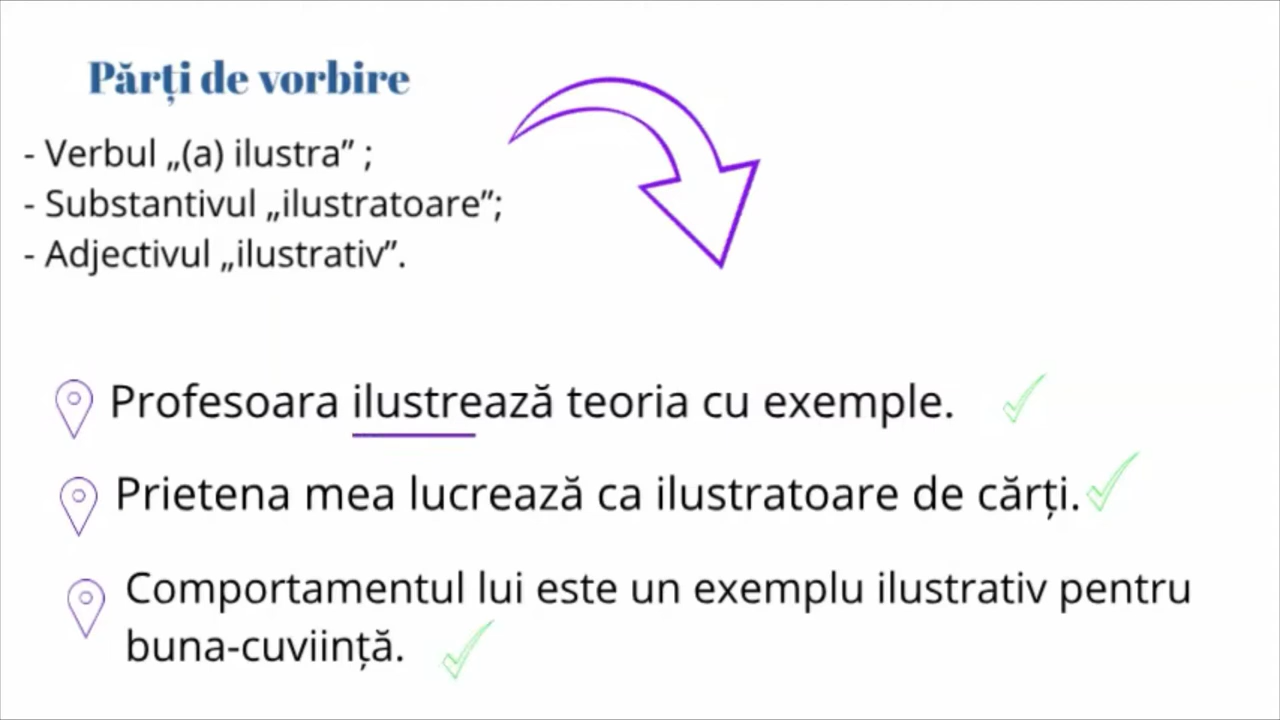 Părți de vorbire
- Verbul „(a) ilustra” ;
- Substantivul „ilustratoare”;
- Adjectivul „ilustrativ”.
Profesoara ilustrează teoria cu exemple.
Prietena mea lucrează ca ilustratoare de cărți.
Comportamentul lui este un exemplu ilustrativ pentru
buna-cuviință.